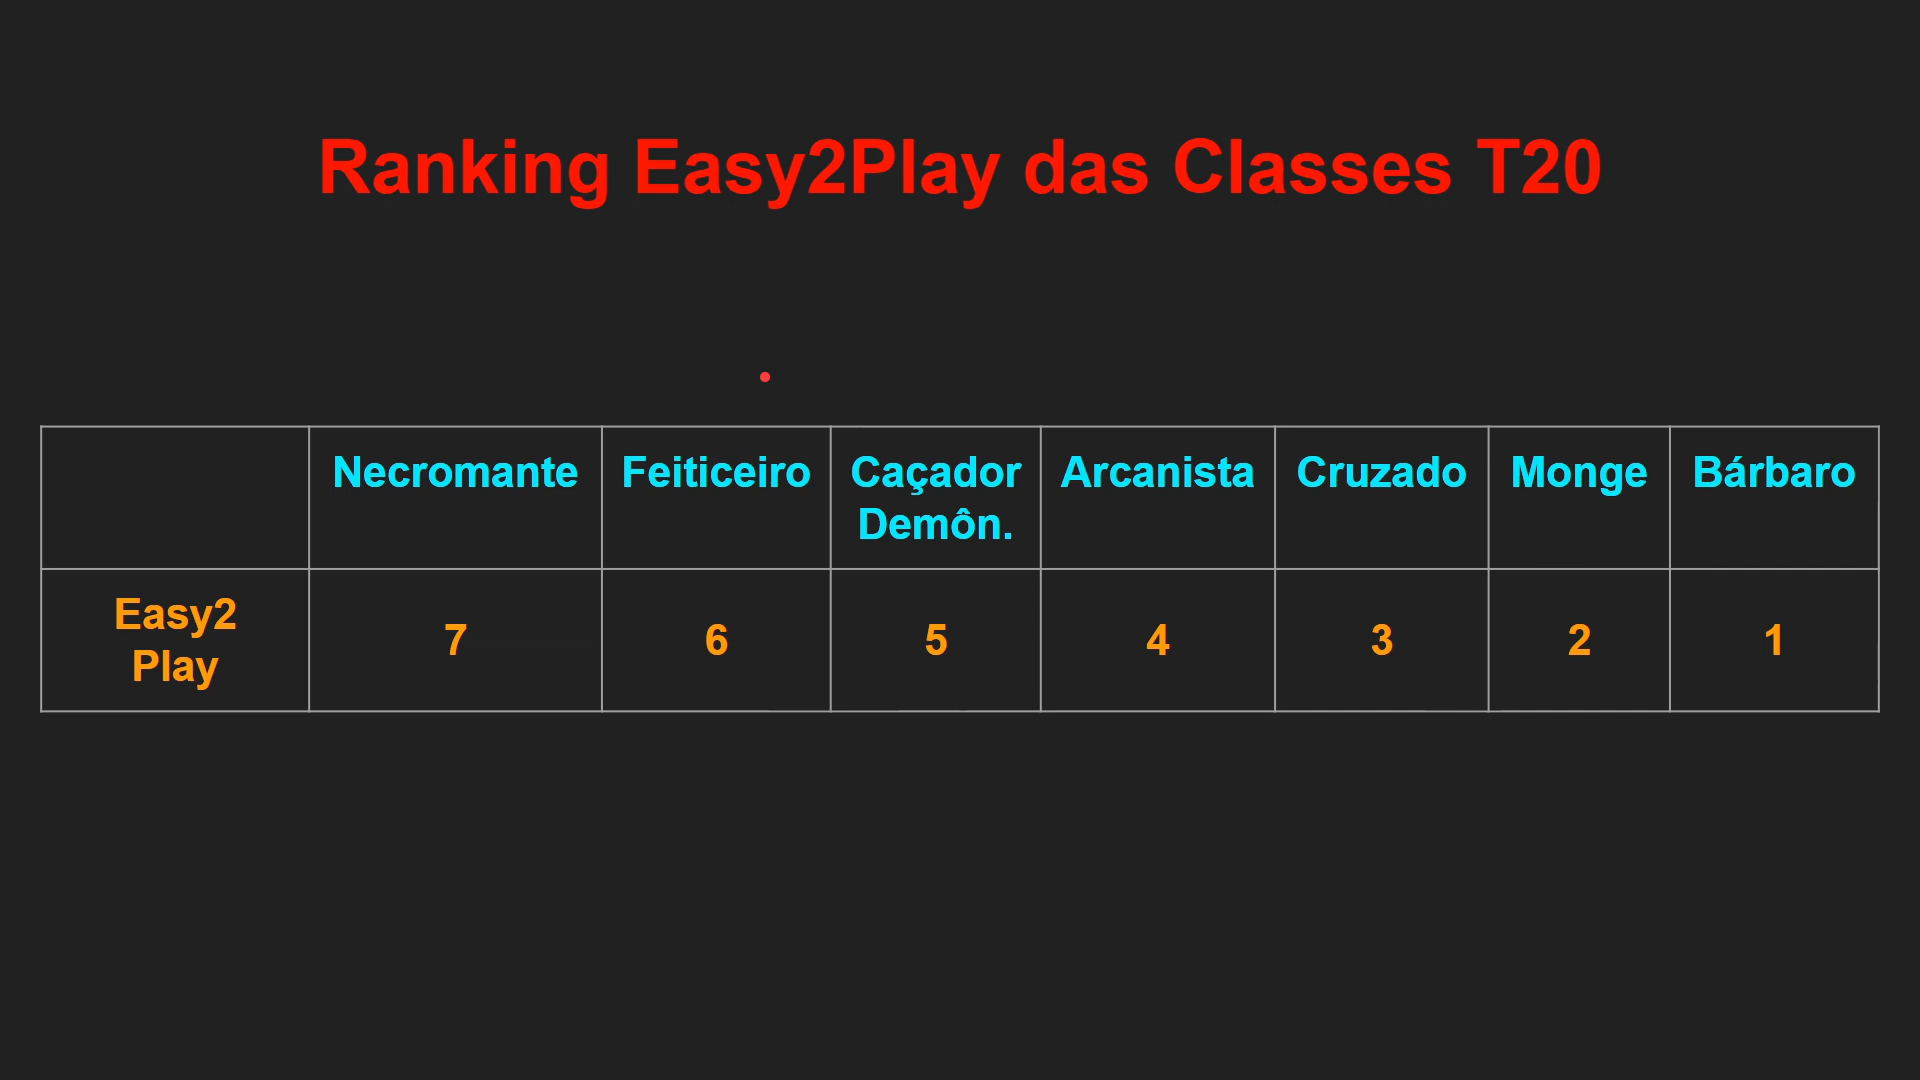 Ranking Easy2Play das Classes T20
Necromante Feiticeiro Caçador Arcanista Cruzado Monge Bárbaro
Demôn.
Easy2
Play
7 6 5 4 3 2 1